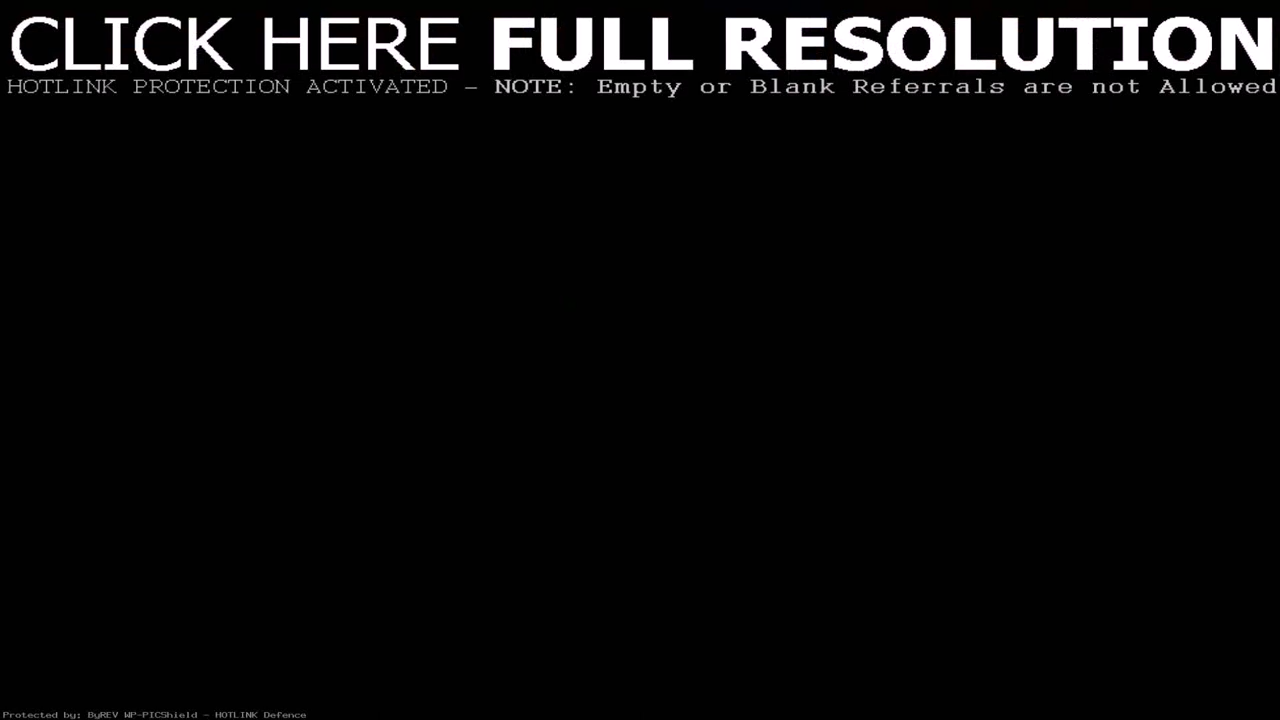 CLICK HERE FULL RESOLUTION
HOTLINK PROTECTION ACTIVATED - NOTE: Empty or Blank Referrals are not Allowed
Protected by: ByREV WP-PICShield - HOTLINK Defence